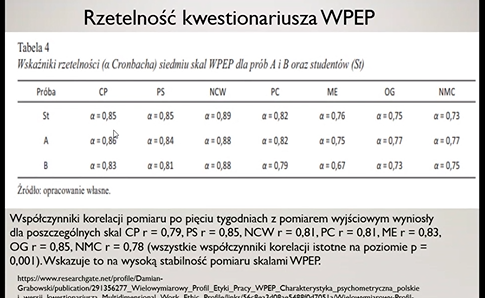 Rzetelność kwestionariusza WPEP
Tabela 4
Wskaźniki rzetelności (α Cronbacha) siedmiu skal WPEP dla prób A i B oraz studentów (St)
Próba CP PS NCW PC ME OG NMC
St α = 0,85 α = 0,85 α = 0,89 α = 0,82 α = 0,76 α = 0,75 α = 0,73
A α = 0,86 α = 0,84 α = 0,88 α = 0,82 α = 0,75 α = 0,77 α = 0,77
B α = 0,83 α = 0,81 α = 0,88 α = 0,79 α = 0,67 α = 0,73 α = 0,75
Źródło: opracowanie własne.
Współczynniki korelacji pomiaru po pięciu tygodniach z pomiarem wyjściowym wyniosły
dla poszczególnych skal CP r = 0,79, PS r = 0,85, NCW r = 0,81, PC r = 0,81, ME r = 0,83,
OG r = 0,85, NMC r = 0,78 (wszystkie współczynniki korelacji istotne na poziomie p =
0,001). Wskazuje to na wysoką stabilność pomiaru skalami WPEP.
https://www.researchgate.net/profile/Damian-
Grabowski/publication/291356277_Wielowymiarowy_Profil_Etyki_Pracy_WPEP_Charakterystyka_psychometryczna_polskie